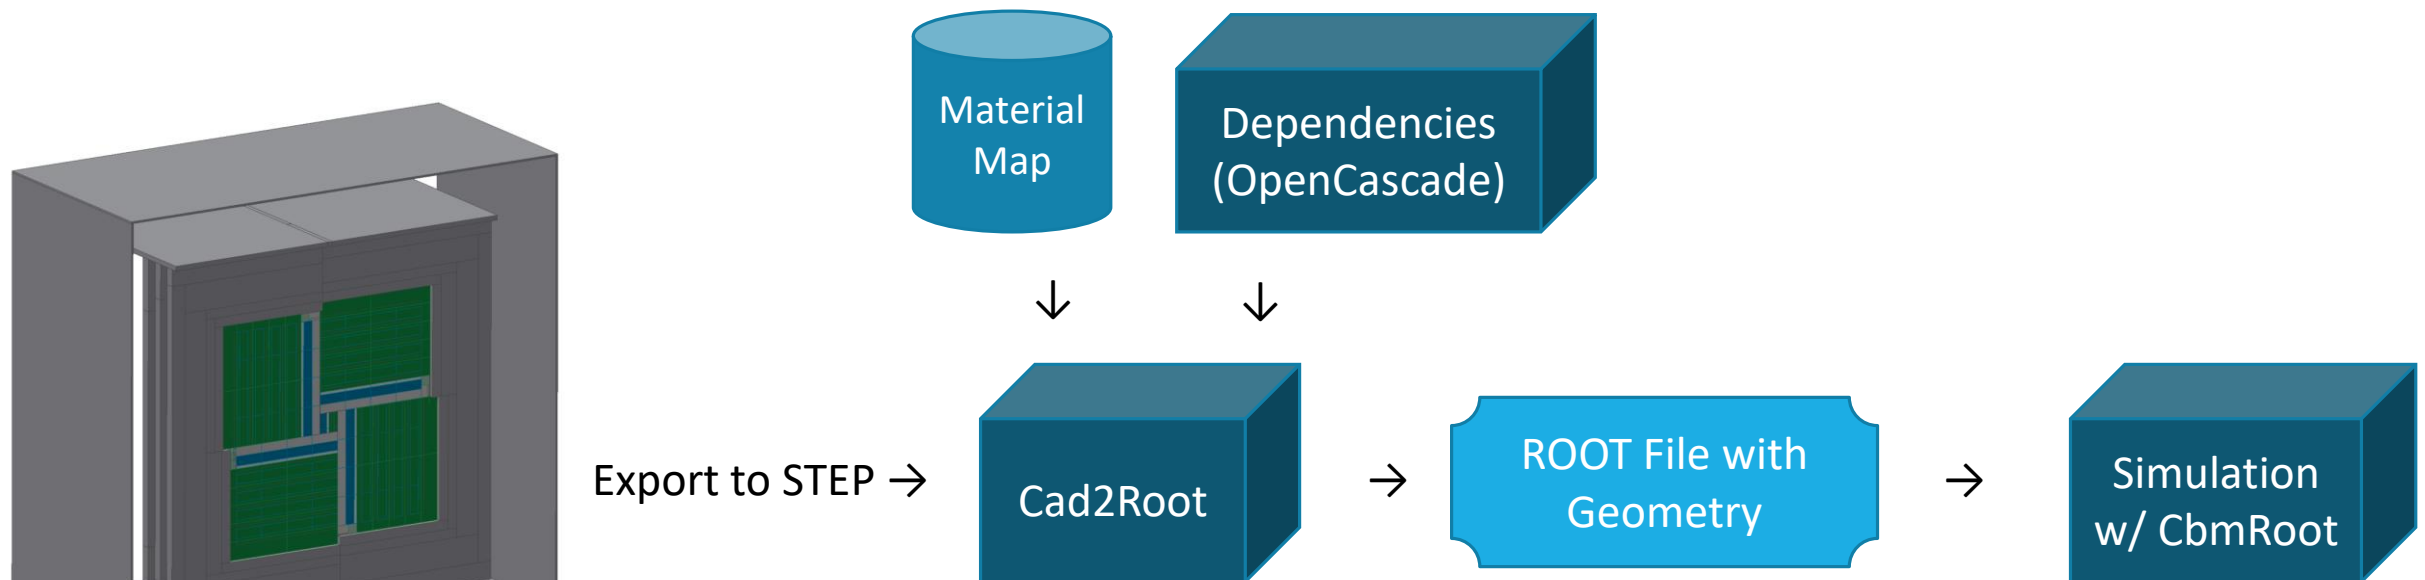 Material
Map
Dependencies
(OpenCascade)
↓
↓
Export to STEP →
Cad2Root
→
ROOT File with
Geometry
→
Simulation
w/ CbmRoot